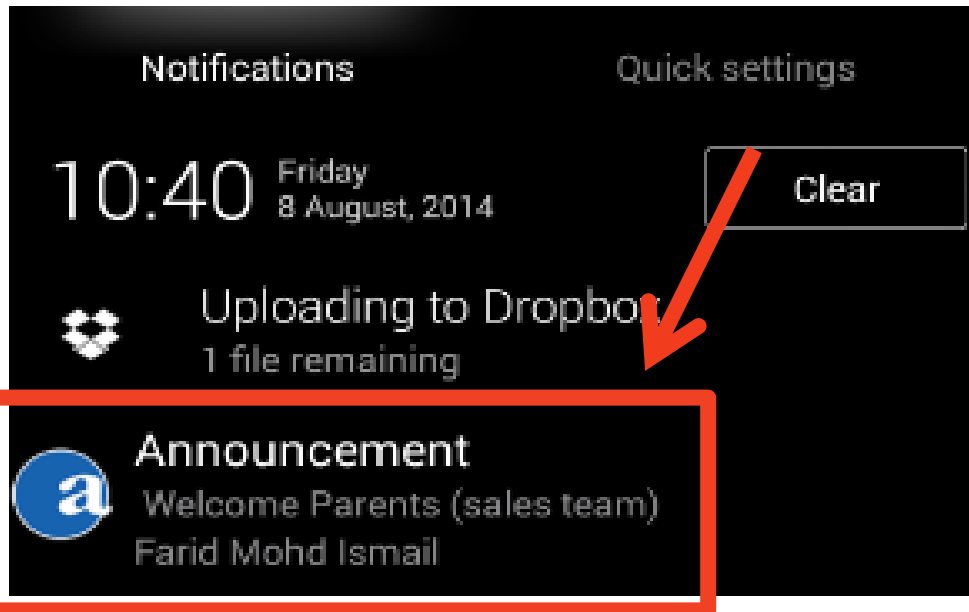 Notifications
Quick settings
10:40
Friday
8 August, 2014
Clear
Uploading to Dropbox
1 file remaining
a
Announcement
Welcome Parents (sales team)
Farid Mohd Ismail